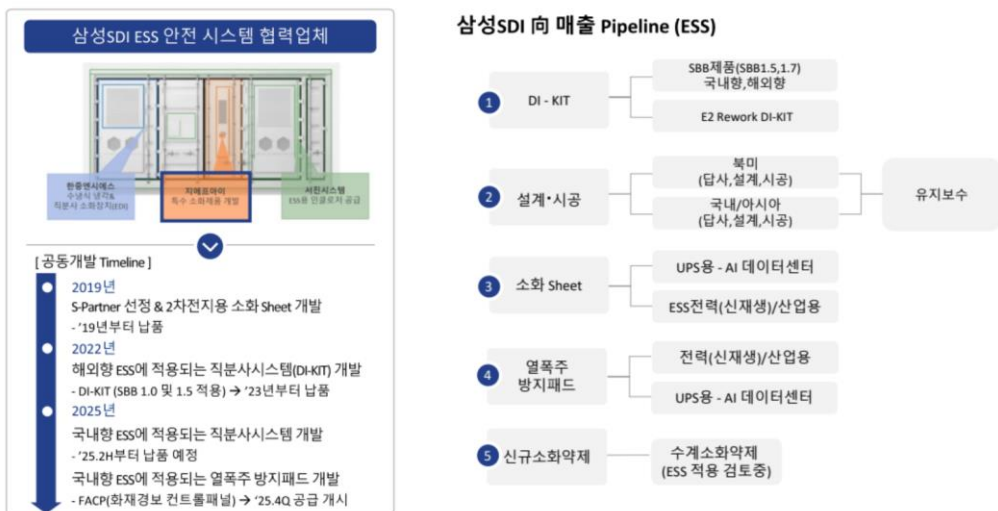 삼성SDI ESS 안전 시스템 협력업체
한중엔시에스
수냉식 냉각&
직분사 소화장치(EDI)
지에프아이
특수 소화제품 개발
서진시스템
ESS용 인클로저 공급
[ 공동개발 Timeline ]
2019년
S-Partner 선정 & 2차전지용 소화 Sheet 개발
- '19년부터 납품
2022년
해외향 ESS에 적용되는 직분사시스템(DI-KIT) 개발
- DI-KIT (SBB 1.0 및 1.5 적용) → '23년부터 납품
2025년
국내향 ESS에 적용되는 직분사시스템 개발
- '25.2H부터 납품 예정
국내향 ESS에 적용되는 열폭주 방지패드 개발
- FACP(화재경보 컨트롤패널) → '25.4Q 공급 개시
삼성SDI 向 매출 Pipeline (ESS)
1
DI - KIT
SBB제품(SBB1.5,1.7)
국내향,해외향
E2 Rework DI-KIT
2
설계•시공
북미
(답사,설계,시공)
국내/아시아
(답사,설계,시공)
유지보수
3
소화 Sheet
UPS용 - AI 데이터센터
ESS전력(신재생)/산업용
4
열폭주
방지패드
전력(신재생)/산업용
UPS용 - AI 데이터센터
5
신규소화약제
수계소화약제
(ESS 적용 검토중)